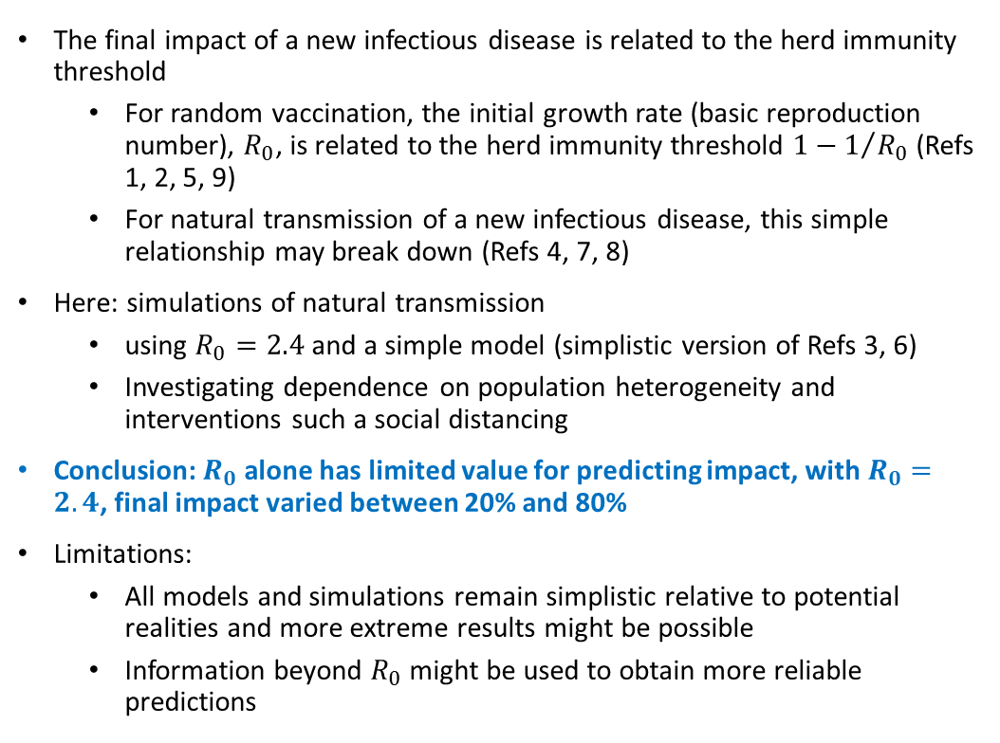 • The final impact of a new infectious disease is related to the herd immunity
threshold
• For random vaccination, the initial growth rate (basic reproduction
number), R₀, is related to the herd immunity threshold 1 − 1/R₀ (Refs
1, 2, 5, 9)
• For natural transmission of a new infectious disease, this simple
relationship may break down (Refs 4, 7, 8)
• Here: simulations of natural transmission
• using R₀ = 2.4 and a simple model (simplistic version of Refs 3, 6)
• Investigating dependence on population heterogeneity and
interventions such a social distancing
• Conclusion: R₀ alone has limited value for predicting impact, with R₀ =
2.4, final impact varied between 20% and 80%
• Limitations:
• All models and simulations remain simplistic relative to potential
realities and more extreme results might be possible
• Information beyond R₀ might be used to obtain more reliable
predictions